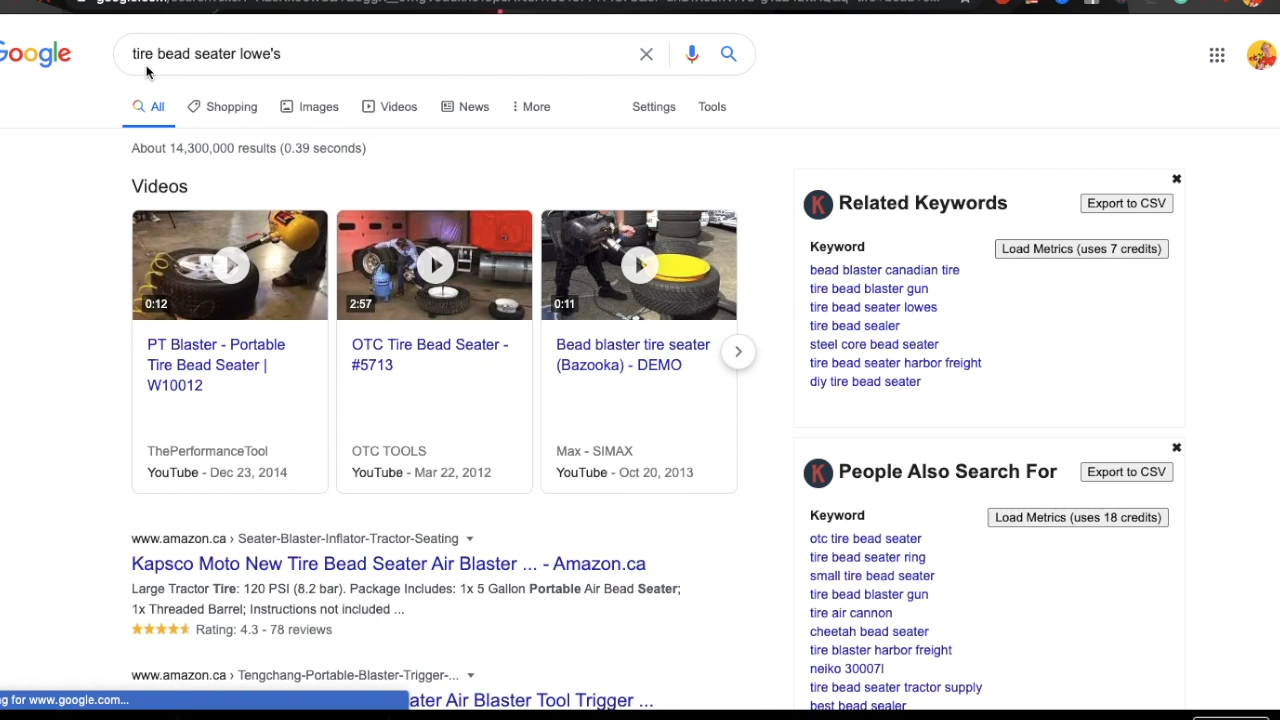 Google
tire bead seater lowe's
All
Shopping
Images
Videos
News
More
Settings
Tools
About 14,300,000 results (0.39 seconds)
Videos
0:12
2:57
0:11
PT Blaster - Portable
Tire Bead Seater |
W10012
OTC Tire Bead Seater -
#5713
Bead blaster tire seater
(Bazooka) - DEMO
ThePerformanceTool
YouTube - Dec 23, 2014
OTC TOOLS
YouTube - Mar 22, 2012
Max - SIMAX
YouTube - Oct 20, 2013
www.amazon.ca › Seater-Blaster-Inflator-Tractor-Seating
Kapsco Moto New Tire Bead Seater Air Blaster ... - Amazon.ca
Large Tractor Tire: 120 PSI (8.2 bar). Package Includes: 1x 5 Gallon Portable Air Bead Seater;
1x Threaded Barrel; Instructions not included ...
Rating: 4.3 - 78 reviews
www.amazon.ca › Tengchang-Portable-Blaster-Trigger-...
ater Air Blaster Tool Trigger ...
ng for www.google.com...
K Related Keywords
Export to CSV
Keyword
Load Metrics (uses 7 credits)
bead blaster canadian tire
tire bead blaster gun
tire bead seater lowes
tire bead sealer
steel core bead seater
tire bead seater harbor freight
diy tire bead seater
K People Also Search For
Export to CSV
Keyword
Load Metrics (uses 18 credits)
otc tire bead seater
tire bead seater ring
small tire bead seater
tire bead blaster gun
tire air cannon
cheetah bead seater
tire blaster harbor freight
neiko 30007l
tire bead seater tractor supply
best bead sealer